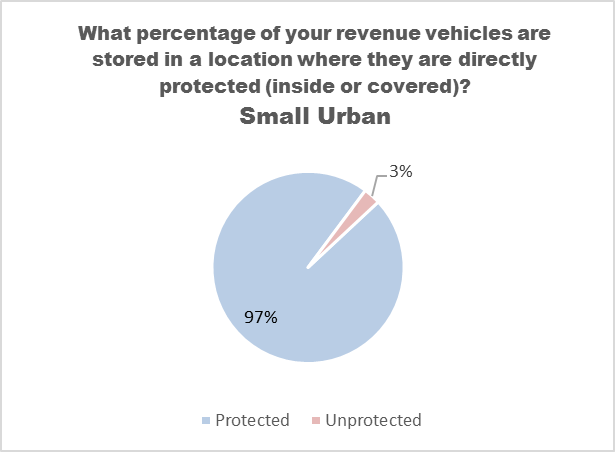 What percentage of your revenue vehicles are
stored in a location where they are directly
protected (inside or covered)?
Small Urban
3%
97%
Protected
Unprotected